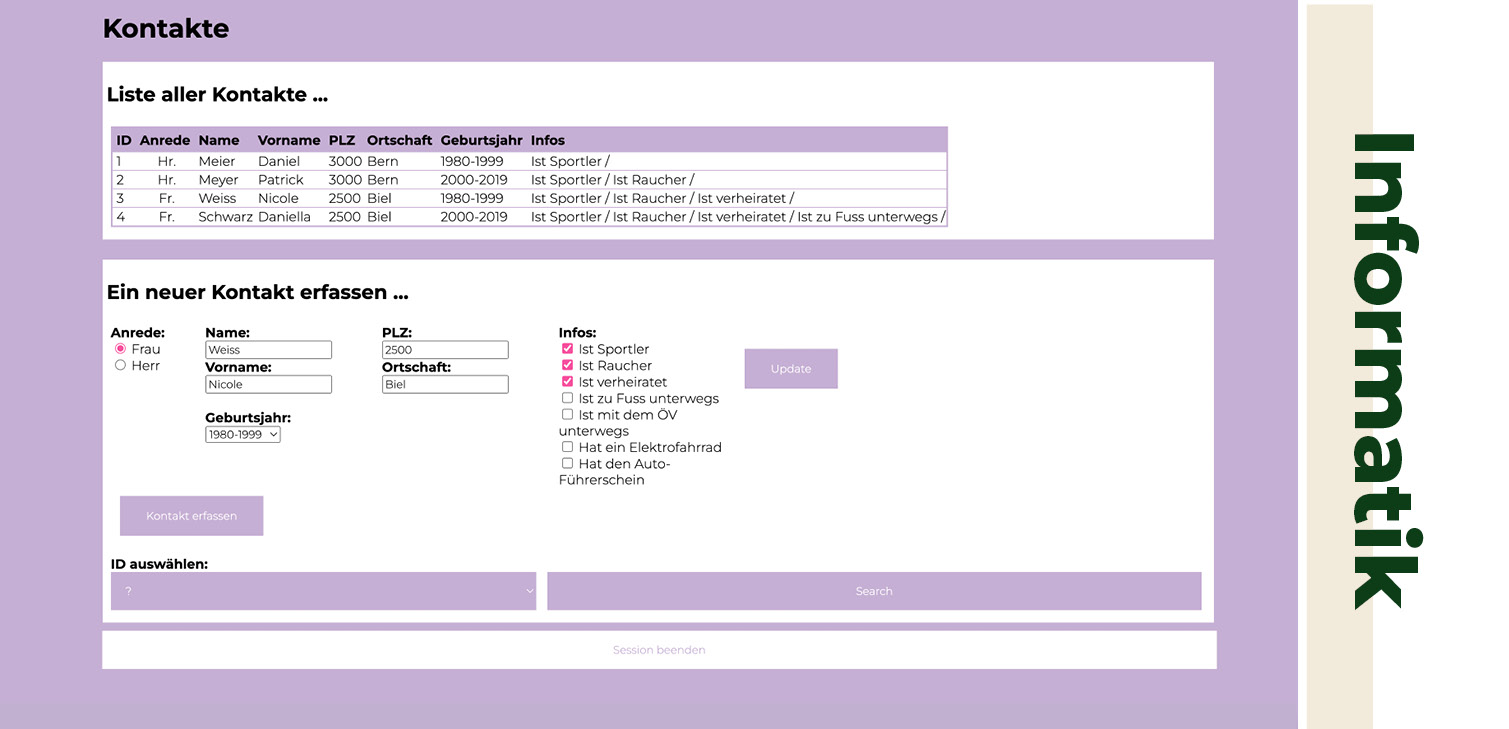 Kontakte
Liste aller Kontakte ...
ID Anrede Name Vorname PLZ Ortschaft Geburtsjahr Infos
1 Hr. Meier Daniel 3000 Bern 1980-1999 Ist Sportler /
2 Hr. Meyer Patrick 3000 Bern 2000-2019 Ist Sportler / Ist Raucher /
3 Fr. Weiss Nicole 2500 Biel 1980-1999 Ist Sportler / Ist Raucher / Ist verheiratet /
4 Fr. Schwarz Daniella 2500 Biel 2000-2019 Ist Sportler / Ist Raucher / Ist verheiratet / Ist zu Fuss unterwegs /
Ein neuer Kontakt erfassen ...
Anrede:
Frau
Herr
Name:
Weiss
Vorname:
Nicole
Geburtsjahr:
1980-1999
PLZ:
2500
Ortschaft:
Biel
Infos:
Ist Sportler
Ist Raucher
Ist verheiratet
Ist zu Fuss unterwegs
Ist mit dem ÖV
unterwegs
Hat ein Elektrofahrrad
Hat den Auto-
Führerschein
Update
Kontakt erfassen
ID auswählen:
?
Search
Session beenden
Informatik